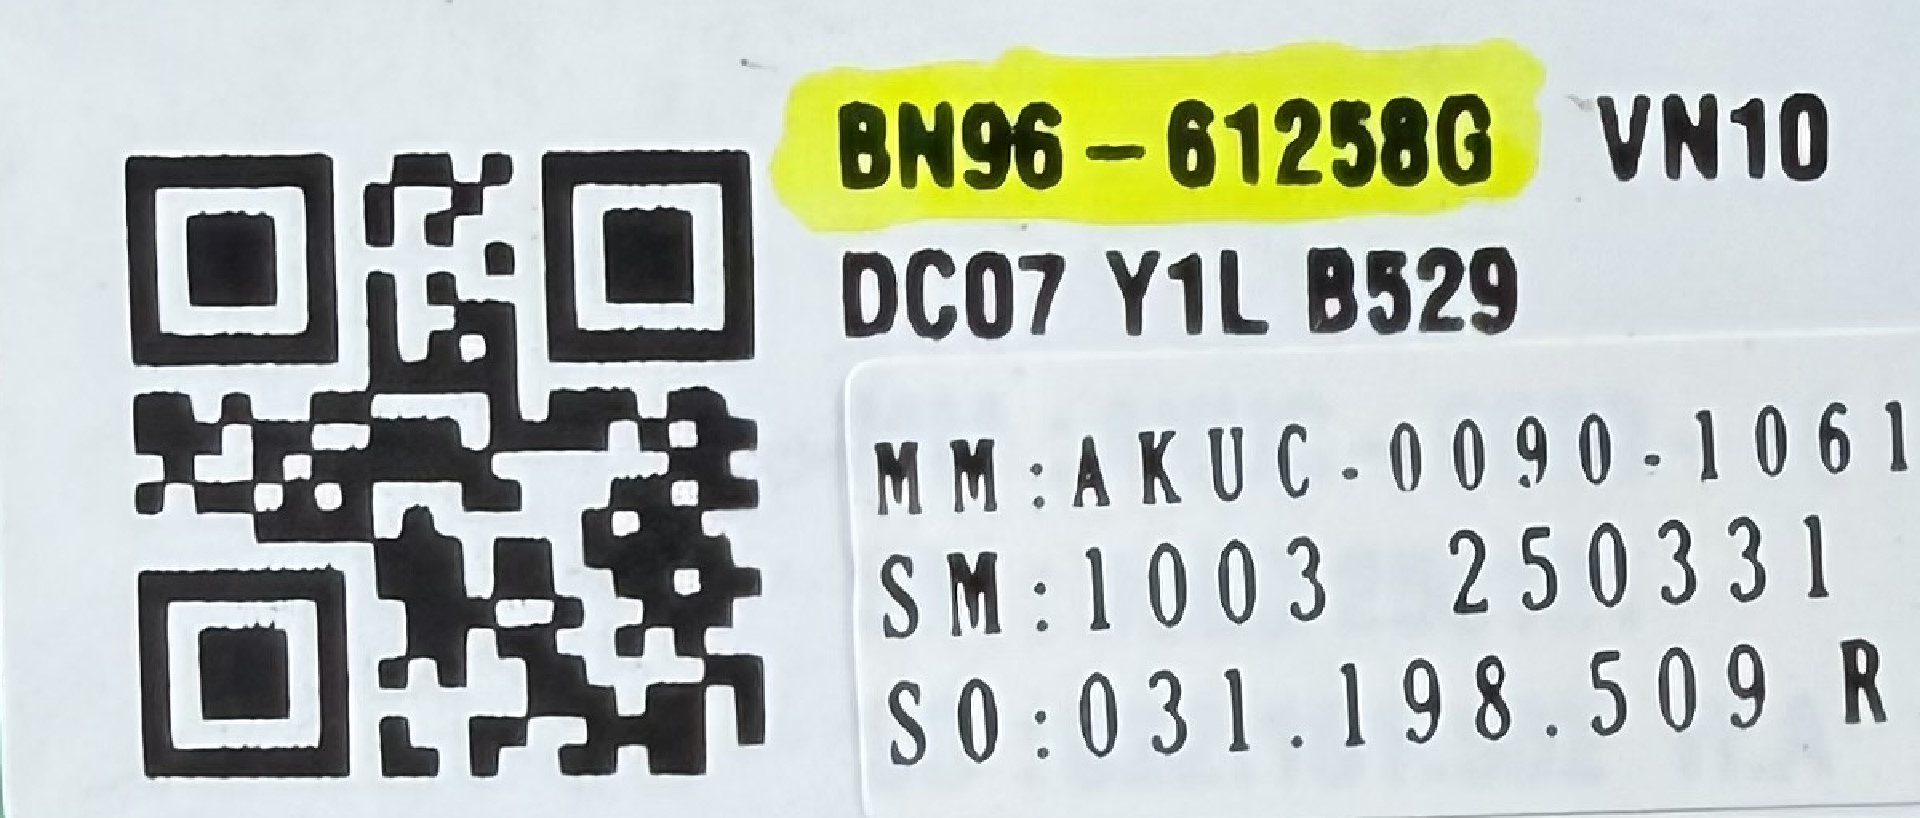 BN96-61258G VN10
DC07 Y1L B529
MM:AKUC-0090-1061
SM:1003 250331
SO:031.198.509 R